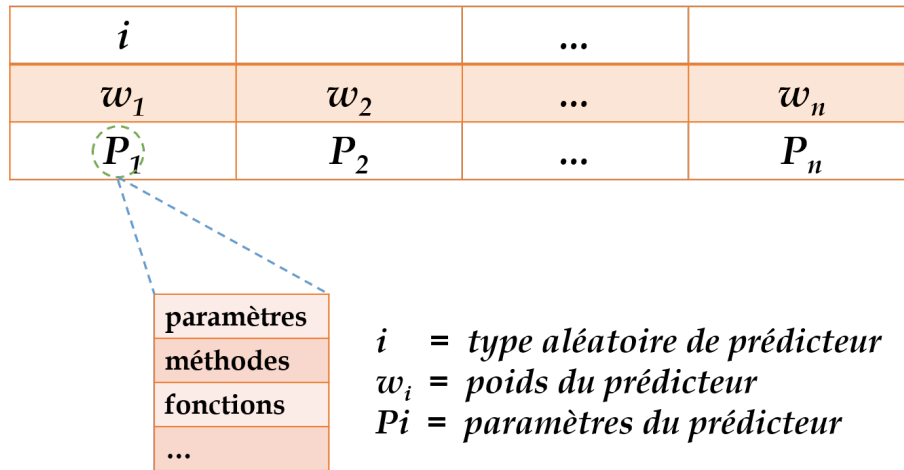 i ...
w1 w2 ... wn
P1 P2 ... Pn
paramètres
méthodes
fonctions
...
i = type aléatoire de prédicteur
wi = poids du prédicteur
Pi = paramètres du prédicteur